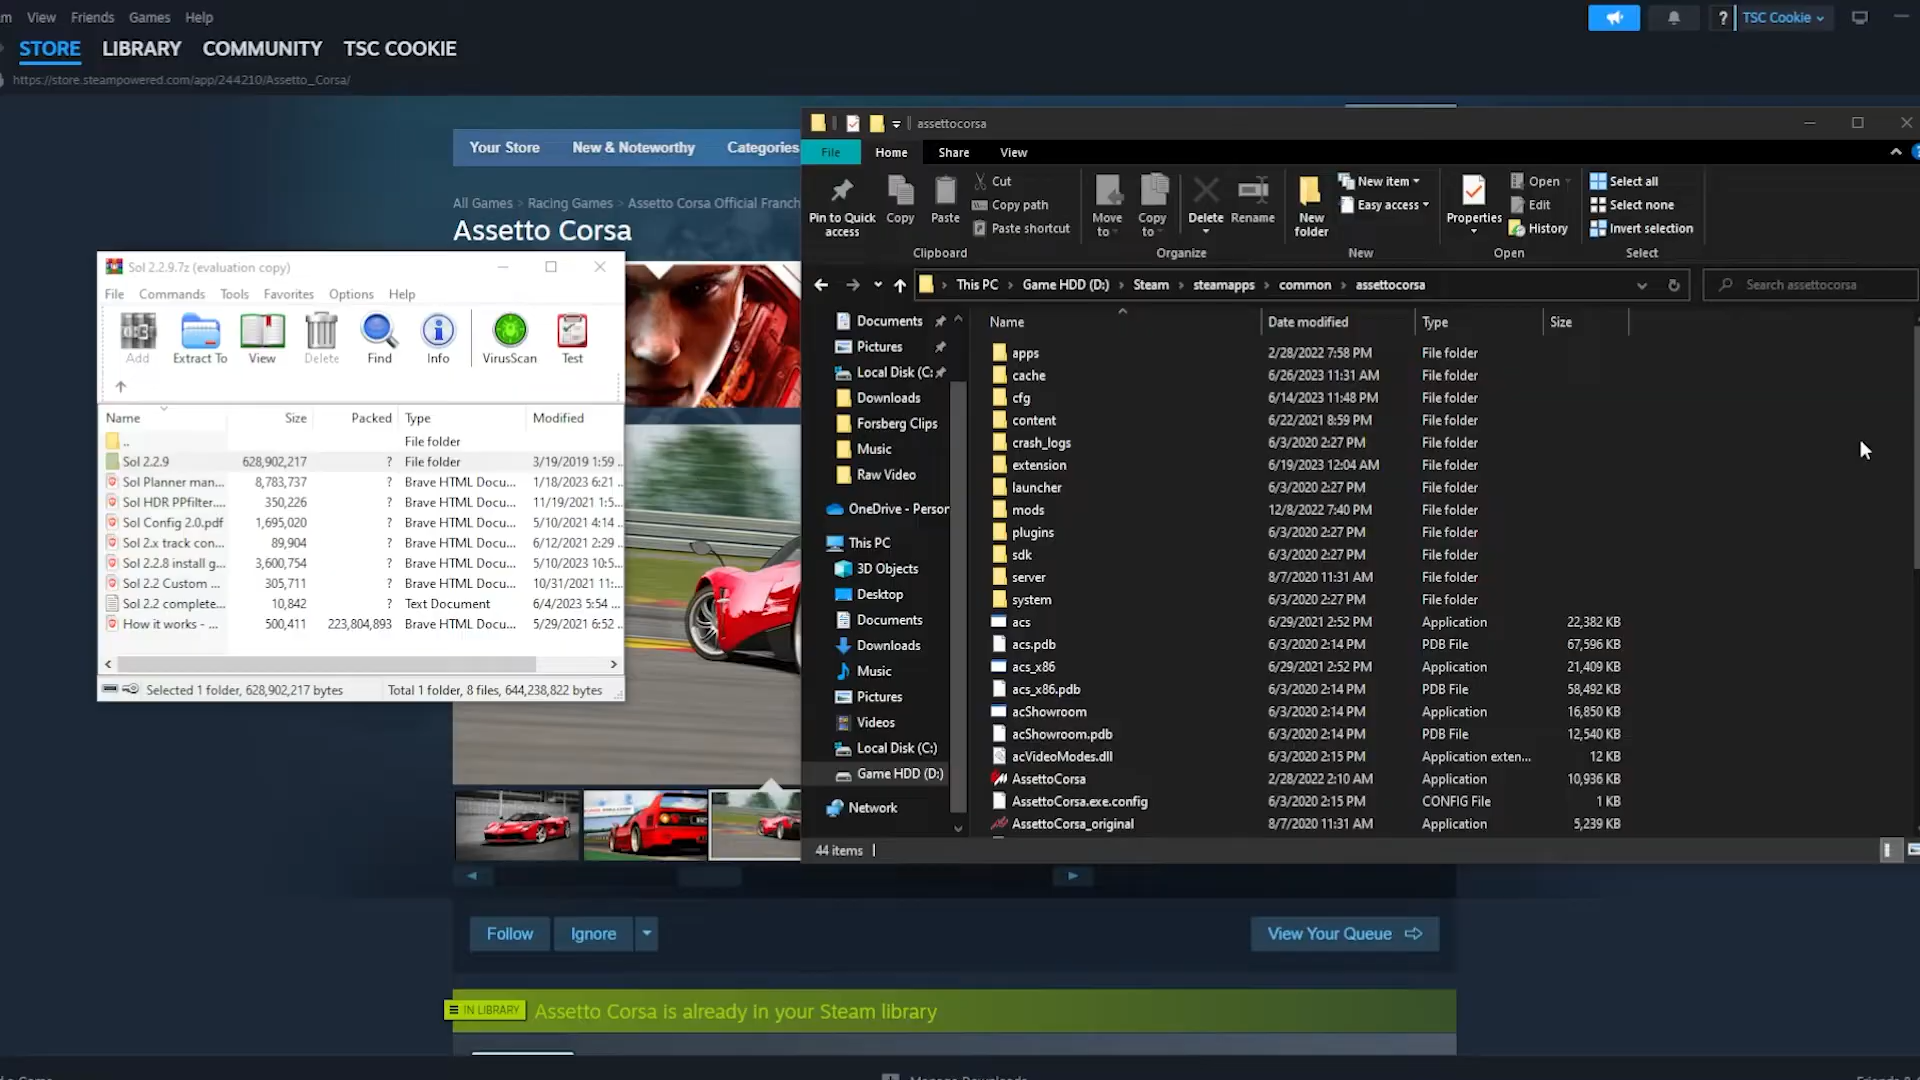 View Friends Games Help
? TSC Cookie
STORE LIBRARY COMMUNITY TSC COOKIE
https://store.steampowered.com/app/244210/Assetto_Corsa/
Your Store New & Noteworthy Categories
All Games > Racing Games > Assetto Corsa Official Franch
Assetto Corsa
Sol 2.2.9.7z (evaluation copy)
File Commands Tools Favorites Options Help
Add Extract To View Delete Find Info VirusScan Test
Name Size Packed Type Modified
.. File folder
Sol 2.2.9 628,902,217 ? File folder 3/19/2019 1:59 ..
Sol Planner man... 8,783,737 ? Brave HTML Docu... 1/18/2023 6:21 ..
Sol HDR PPfilter.... 350,226 ? Brave HTML Docu... 11/19/2021 1:5...
Sol Config 2.0.pdf 1,695,020 ? Brave HTML Docu... 5/10/2021 4:14 ..
Sol 2.x track con... 89,904 ? Brave HTML Docu... 6/12/2021 2:29 ..
Sol 2.2.8 install g... 3,600,754 ? Brave HTML Docu... 5/10/2023 10:5...
Sol 2.2 Custom ... 305,711 ? Brave HTML Docu... 10/31/2021 11:...
Sol 2.2 complete... 10,842 ? Text Document 6/4/2023 5:54 ...
How it works - ... 500,411 223,804,893 ? Brave HTML Docu... 5/29/2021 6:52 ..
Selected 1 folder, 628,902,217 bytes Total 1 folder, 8 files, 644,238,822 bytes
assettocorsa
File Home Share View
Pin to Quick access
Copy
Paste
Cut
Copy path
Paste shortcut
Clipboard
Move to
Copy to
Delete
Rename
Organize
New folder
New item
Easy access
New
Properties
Open
Edit
History
Open
Select all
Select none
Invert selection
Select
This PC > Game HDD (D:) > Steam > steamapps > common > assettocorsa
Search assettocorsa
Documents
Pictures
Local Disk (C:
Downloads
Forsberg Clips
Music
Raw Video
OneDrive - Person
This PC
3D Objects
Desktop
Documents
Downloads
Music
Pictures
Videos
Local Disk (C:)
Game HDD (D:)
Network
Name Date modified Type Size
apps 2/28/2022 7:58 PM File folder
cache 6/26/2023 11:31 AM File folder
cfg 6/14/2023 11:48 PM File folder
content 6/22/2021 8:59 PM File folder
crash_logs 6/3/2020 2:27 PM File folder
extension 6/19/2023 12:04 AM File folder
launcher 6/3/2020 2:27 PM File folder
mods 12/8/2022 7:40 PM File folder
plugins 6/3/2020 2:27 PM File folder
sdk 6/3/2020 2:27 PM File folder
server 8/7/2020 11:31 AM File folder
system 6/3/2020 2:27 PM File folder
acs 6/29/2021 2:52 PM Application 22,382 KB
acs.pdb 6/3/2020 2:14 PM PDB File 67,596 KB
acs_x86 6/29/2021 2:52 PM Application 21,409 KB
acs_x86.pdb 6/3/2020 2:14 PM PDB File 58,492 KB
acShowroom 6/3/2020 2:14 PM Application 16,850 KB
acShowroom.pdb 6/3/2020 2:14 PM PDB File 12,540 KB
acVideoModes.dll 6/3/2020 2:15 PM Application exten... 12 KB
AssettoCorsa 2/28/2022 2:10 AM Application 10,936 KB
AssettoCorsa.exe.config 6/3/2020 2:15 PM CONFIG File 1 KB
AssettoCorsa_original 8/7/2020 11:31 AM Application 5,239 KB
44 items
Follow Ignore View Your Queue
IN LIBRARY Assetto Corsa is already in your Steam library